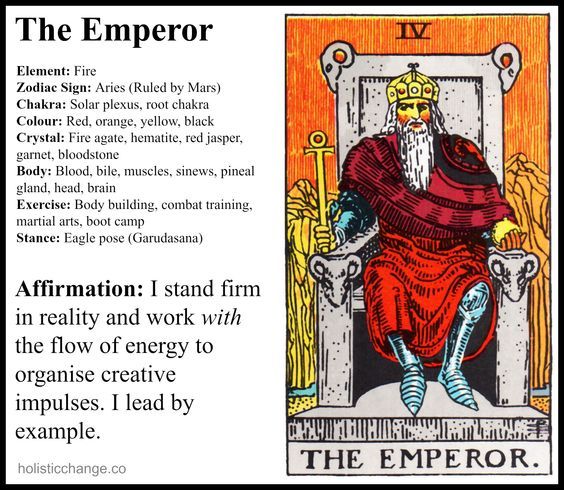 The Emperor
Element: Fire
Zodiac Sign: Aries (Ruled by Mars)
Chakra: Solar plexus, root chakra
Colour: Red, orange, yellow, black
Crystal: Fire agate, hematite, red jasper,
garnet, bloodstone
Body: Blood, bile, muscles, sinews, pineal
gland, head, brain
Exercise: Body building, combat training,
martial arts, boot camp
Stance: Eagle pose (Garudasana)
Affirmation: I stand firm
in reality and work with
the flow of energy to
organise creative
impulses. I lead by
example.
holisticchange.co
IV
THE EMPEROR.